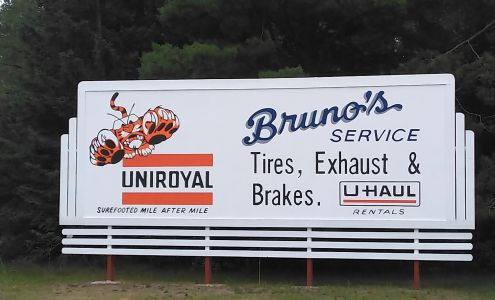 Bruno's
SERVICE
Tires, Exhaust &
Brakes.
U-HAUL
RENTALS
UNIROYAL
SUREFOOTED MILE AFTER MILE